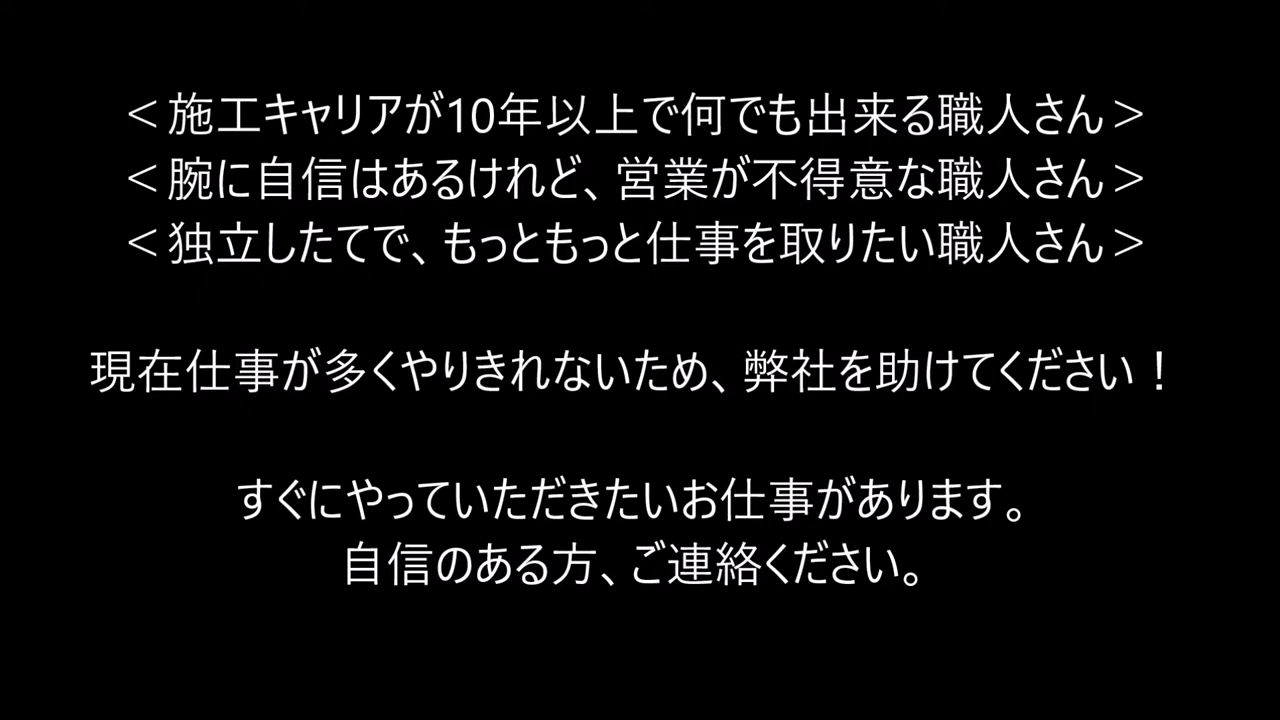 ＜施工キャリアが10年以上で何でも出来る職人さん＞
＜腕に自信はあるけれど、営業が不得意な職人さん＞
＜独立したてで、もっともっと仕事を取りたい職人さん＞
現在仕事が多くやりきれないため、弊社を助けてください！
すぐにやっていただきたいお仕事があります。
自信のある方、ご連絡ください。